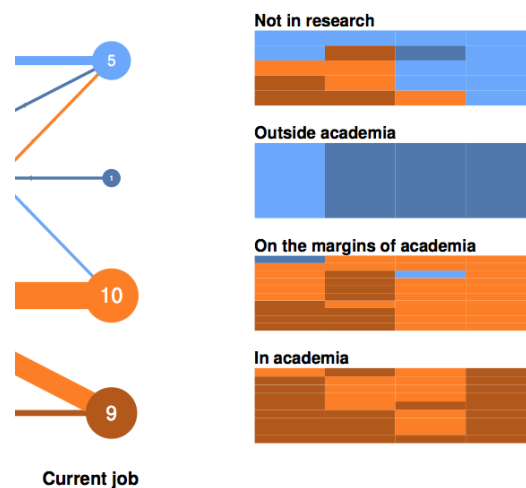 Not in research
5
Outside academia
1
On the margins of academia
10
In academia
9
Current job